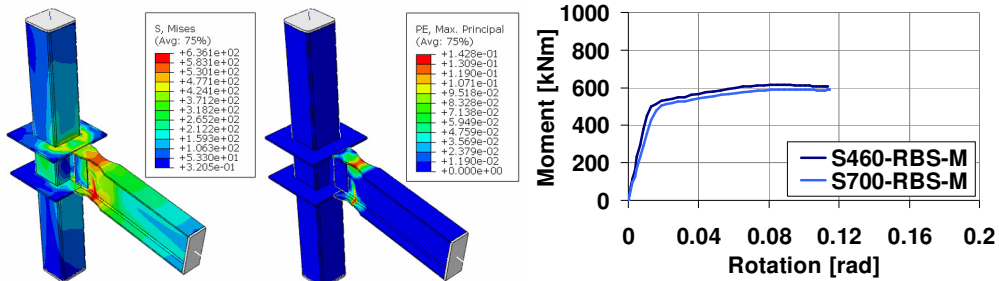 S, Mises
(Avg: 75%)
+6.361e+02
+5.831e+02
+5.301e+02
+4.771e+02
+4.241e+02
+3.712e+02
+3.182e+02
+2.652e+02
+2.122e+02
+1.593e+02
+1.063e+02
+5.330e+01
+3.205e-01
PE, Max. Principal
(Avg: 75%)
+1.428e-01
+1.309e-01
+1.190e-01
+1.071e-01
+9.518e-02
+8.328e-02
+7.138e-02
+5.949e-02
+4.759e-02
+3.569e-02
+2.379e-02
+1.190e-02
+0.000e+00
Moment [kNm]
1000
800
600
400
200
0
S460-RBS-M
S700-RBS-M
0 0.04 0.08 0.12 0.16 0.2
Rotation [rad]